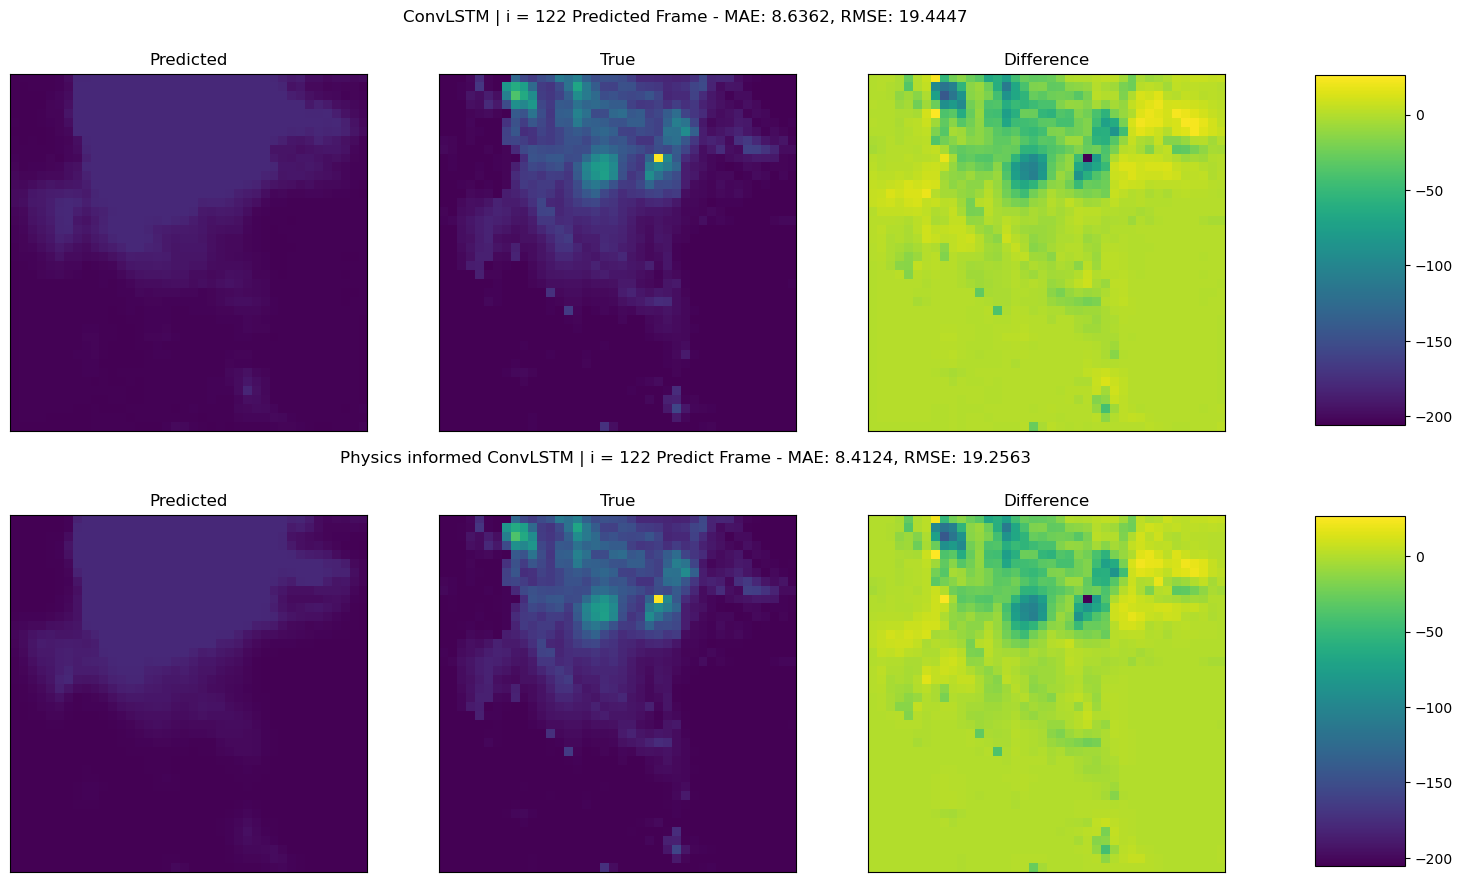 ConvLSTM | i = 122 Predicted Frame - MAE: 8.6362, RMSE: 19.4447
Predicted
True
Difference
0
−50
−100
−150
−200
Physics informed ConvLSTM | i = 122 Predict Frame - MAE: 8.4124, RMSE: 19.2563
Predicted
True
Difference
0
−50
−100
−150
−200